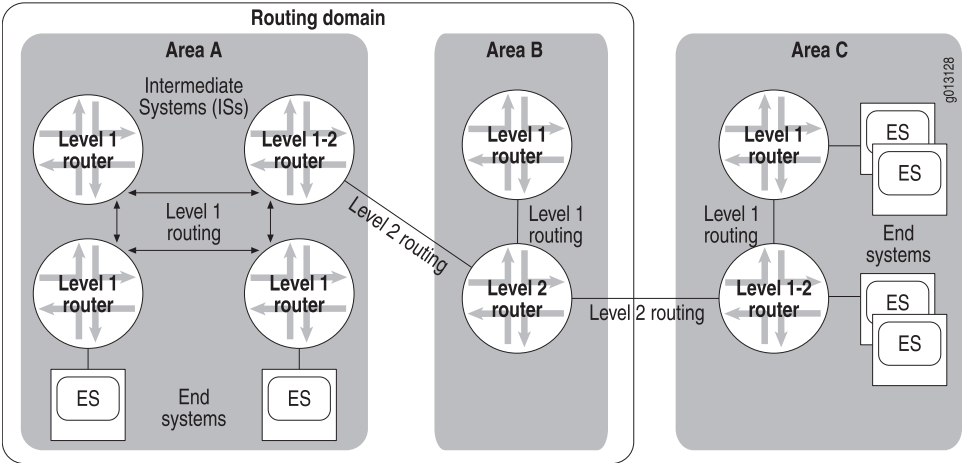 Routing domain
Area A
Area B
Area C
g013128
Intermediate
Systems (ISs)
Level 1
router
Level 1-2
router
Level 1
router
Level 1
router
ES
ES
Level 1
routing
Level 2 routing
Level 1
routing
Level 1
routing
End
systems
Level 1
router
Level 1
router
Level 2
router
Level 2 routing
Level 1-2
router
ES
ES
ES
End
systems
ES